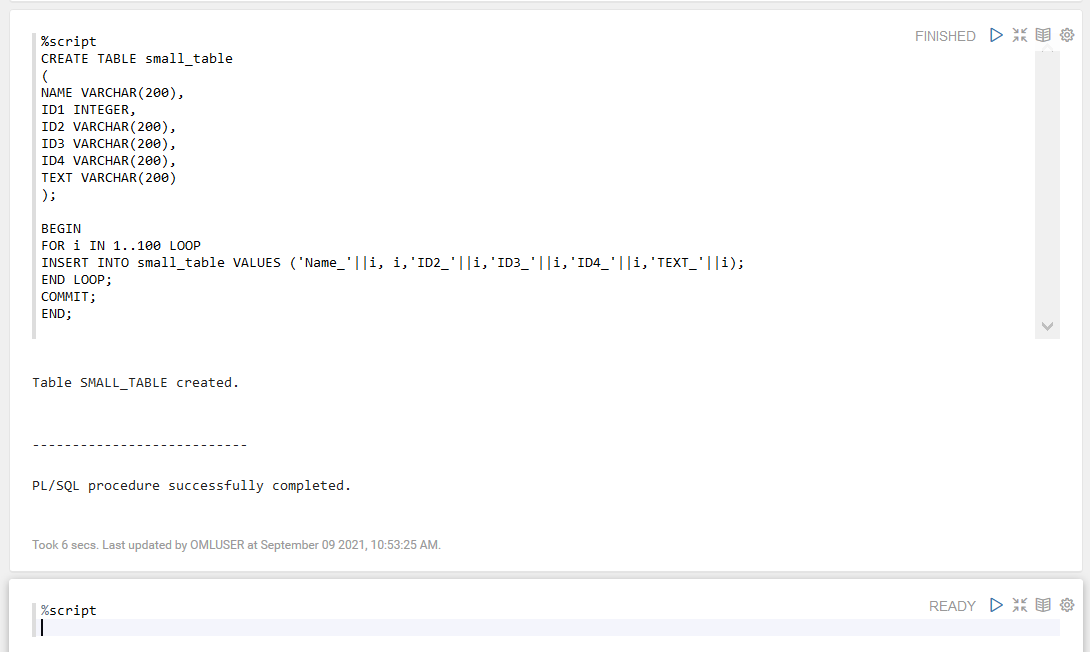 %script
FINISHED
CREATE TABLE small_table
(
NAME VARCHAR(200),
ID1 INTEGER,
ID2 VARCHAR(200),
ID3 VARCHAR(200),
ID4 VARCHAR(200),
TEXT VARCHAR(200)
);
BEGIN
FOR i IN 1..100 LOOP
INSERT INTO small_table VALUES ('Name_'||i, i,'ID2_'||i,'ID3_'||i,'ID4_'||i,'TEXT_'||i);
END LOOP;
COMMIT;
END;
Table SMALL_TABLE created.
---------------------------
PL/SQL procedure successfully completed.
Took 6 secs. Last updated by OMLUSER at September 09 2021, 10:53:25 AM.
%script
READY